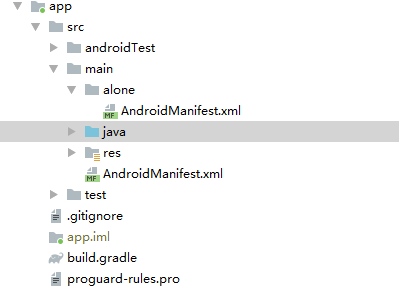 app
src
androidTest
main
alone
AndroidManifest.xml
java
res
AndroidManifest.xml
test
.gitignore
app.iml
build.gradle
proguard-rules.pro